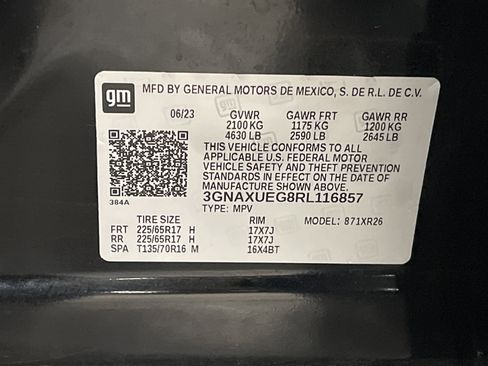 gm
MFD BY GENERAL MOTORS DE MEXICO, S. DE R.L. DE C.V.
06/23 GVWR GAWR FRT GAWR RR
2100 KG 1175 KG 1200 KG
4630 LB 2590 LB 2645 LB
THIS VEHICLE CONFORMS TO ALL
APPLICABLE U.S. FEDERAL MOTOR
VEHICLE SAFETY AND THEFT PREVENTION
STANDARDS IN EFFECT ON THE DATE OF
MANUFACTURE SHOWN ABOVE.
3GNAXUEG8RL116857
384A
TYPE: MPV
TIRE SIZE RIM MODEL: 871XR26
FRT 225/65R17 H 17X7J
RR 225/65R17 H 17X7J
SPA T135/70R16 M 16X4BT